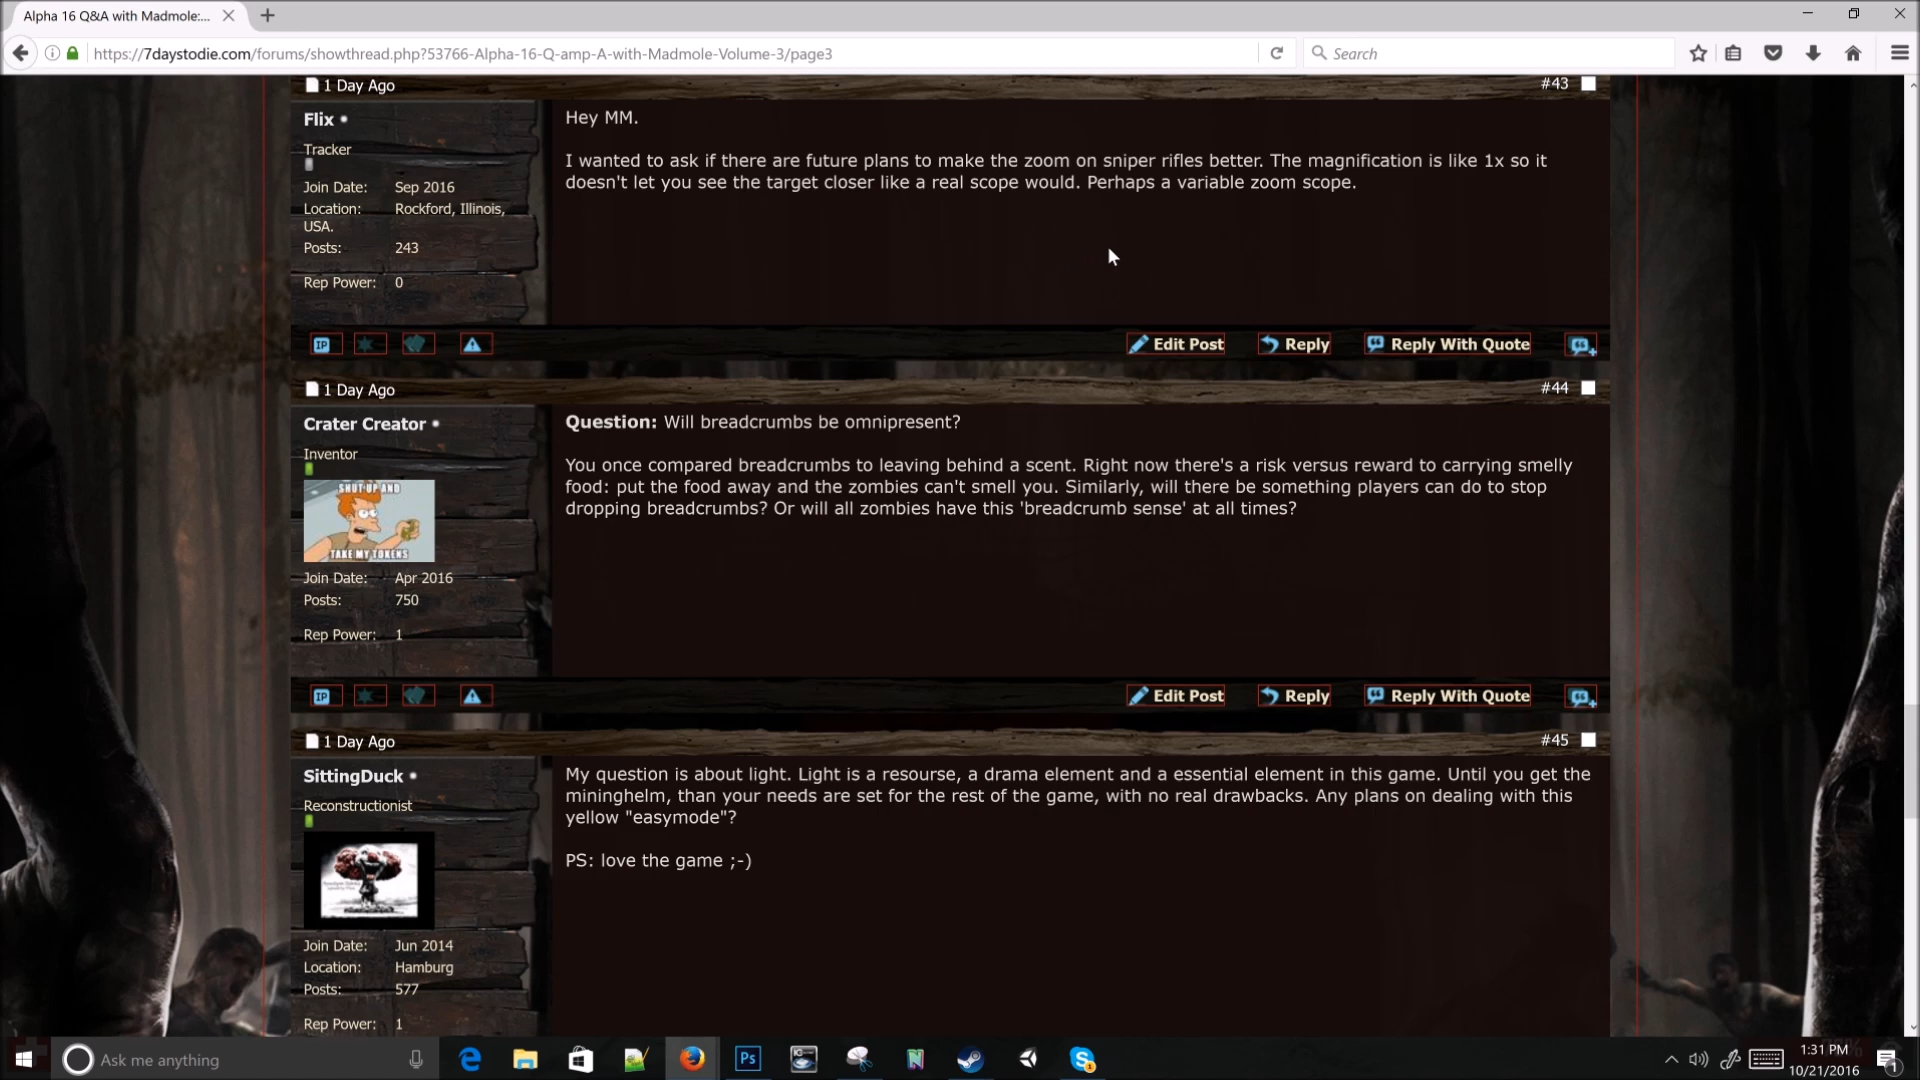 Alpha 16 Q&A with Madmole:...
https://7daystodie.com/forums/showthread.php?53766-Alpha-16-Q-amp-A-with-Madmole-Volume-3/page3
Search
1 Day Ago
#43
Flix
Tracker
Join Date: Sep 2016
Location: Rockford, Illinois,
USA.
Posts: 243
Rep Power: 0
Hey MM.
I wanted to ask if there are future plans to make the zoom on sniper rifles better. The magnification is like 1x so it
doesn't let you see the target closer like a real scope would. Perhaps a variable zoom scope.
IP
Edit Post
Reply
Reply With Quote
1 Day Ago
#44
Crater Creator
Inventor
SHUT UP AND
TAKE MY TOKENS
Join Date: Apr 2016
Posts: 750
Rep Power: 1
Question: Will breadcrumbs be omnipresent?
You once compared breadcrumbs to leaving behind a scent. Right now there's a risk versus reward to carrying smelly
food: put the food away and the zombies can't smell you. Similarly, will there be something players can do to stop
dropping breadcrumbs? Or will all zombies have this 'breadcrumb sense' at all times?
IP
Edit Post
Reply
Reply With Quote
1 Day Ago
#45
SittingDuck
Reconstructionist
Join Date: Jun 2014
Location: Hamburg
Posts: 577
Rep Power: 1
My question is about light. Light is a resourse, a drama element and a essential element in this game. Until you get the
mininghelm, than your needs are set for the rest of the game, with no real drawbacks. Any plans on dealing with this
yellow "easymode"?
PS: love the game ;-)
Ask me anything
Ps
1:31 PM
10/21/2016
1